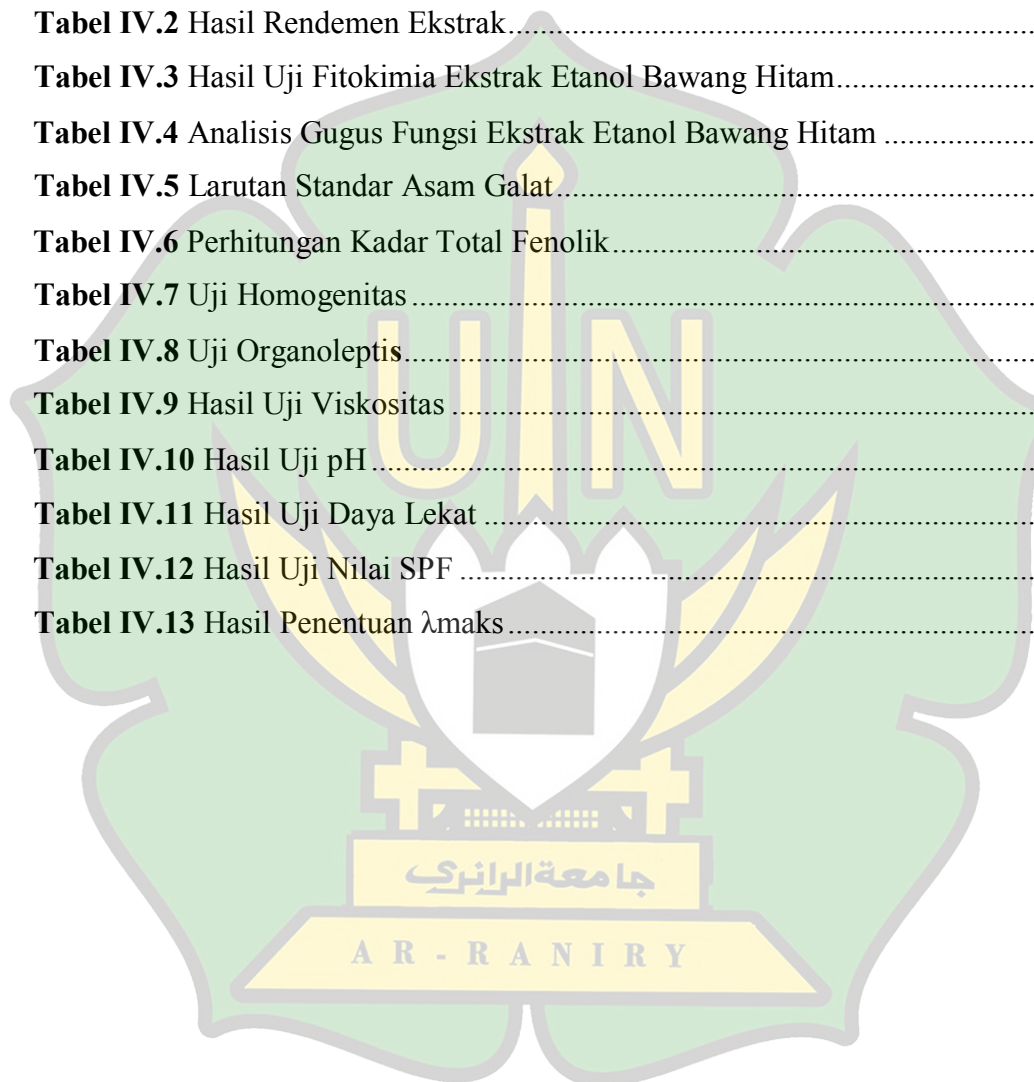 Tabel IV.2 Hasil Rendemen Ekstrak
Tabel IV.3 Hasil Uji Fitokimia Ekstrak Etanol Bawang Hitam
Tabel IV.4 Analisis Gugus Fungsi Ekstrak Etanol Bawang Hitam
Tabel IV.5 Larutan Standar Asam Galat
Tabel IV.6 Perhitungan Kadar Total Fenolik
Tabel IV.7 Uji Homogenitas
Tabel IV.8 Uji Organoleptis
Tabel IV.9 Hasil Uji Viskositas
Tabel IV.10 Hasil Uji pH
Tabel IV.11 Hasil Uji Daya Lekat
Tabel IV.12 Hasil Uji Nilai SPF
Tabel IV.13 Hasil Penentuan λmaks
UIN
جامعةالرانري
AR-RANIRY